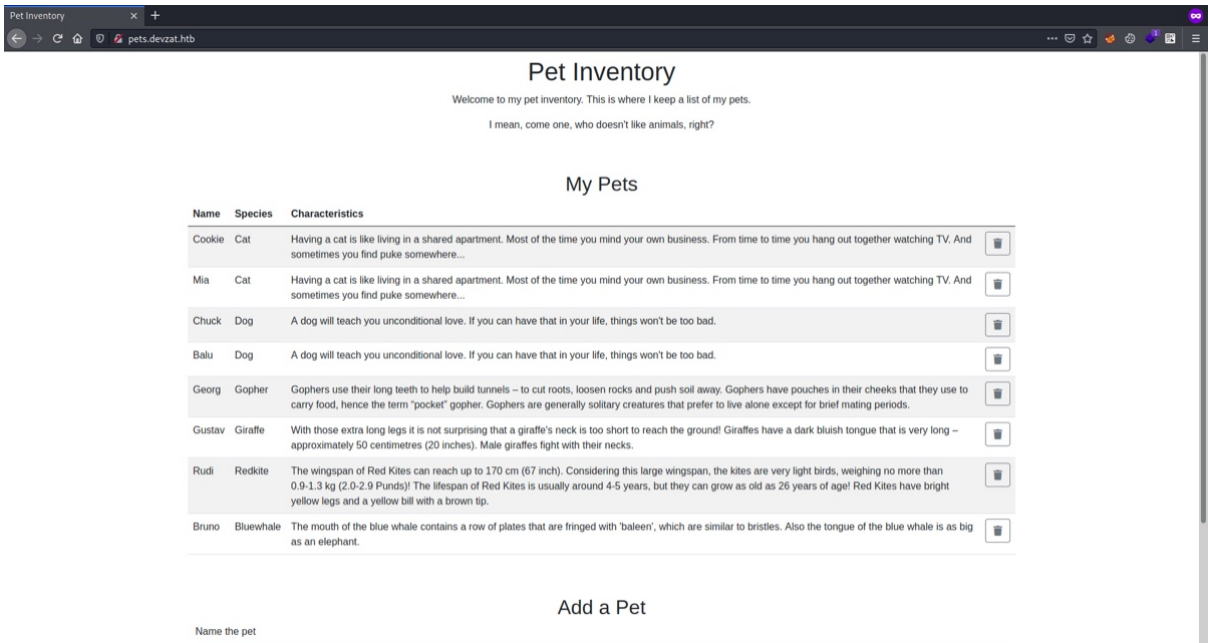 Pet Inventory
pets.devzat.htb
1
Pet Inventory
Welcome to my pet inventory. This is where I keep a list of my pets.
I mean, come one, who doesn't like animals, right?
My Pets
Name Species Characteristics
Cookie Cat Having a cat is like living in a shared apartment. Most of the time you mind your own business. From time to time you hang out together watching TV. And
sometimes you find puke somewhere...
Mia Cat Having a cat is like living in a shared apartment. Most of the time you mind your own business. From time to time you hang out together watching TV. And
sometimes you find puke somewhere...
Chuck Dog A dog will teach you unconditional love. If you can have that in your life, things won't be too bad.
Balu Dog A dog will teach you unconditional love. If you can have that in your life, things won't be too bad.
Georg Gopher Gophers use their long teeth to help build tunnels – to cut roots, loosen rocks and push soil away. Gophers have pouches in their cheeks that they use to
carry food, hence the term “pocket” gopher. Gophers are generally solitary creatures that prefer to live alone except for brief mating periods.
Gustav Giraffe With those extra long legs it is not surprising that a giraffe's neck is too short to reach the ground! Giraffes have a dark bluish tongue that is very long –
approximately 50 centimetres (20 inches). Male giraffes fight with their necks.
Rudi Redkite The wingspan of Red Kites can reach up to 170 cm (67 inch). Considering this large wingspan, the kites are very light birds, weighing no more than
0.9-1.3 kg (2.0-2.9 Punds)! The lifespan of Red Kites is usually around 4-5 years, but they can grow as old as 26 years of age! Red Kites have bright
yellow legs and a yellow bill with a brown tip.
Bruno Bluewhale The mouth of the blue whale contains a row of plates that are fringed with 'baleen', which are similar to bristles. Also the tongue of the blue whale is as big
as an elephant.
Add a Pet
Name the pet